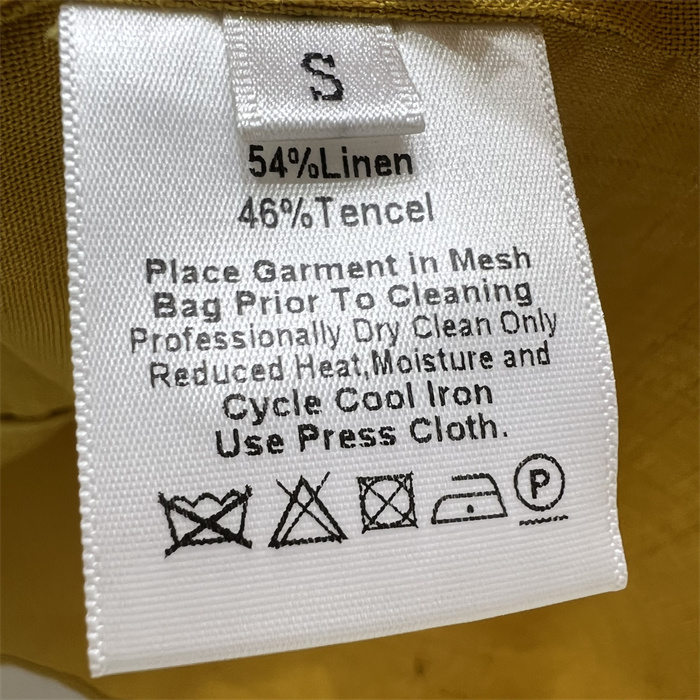 S
54%Linen
46%Tencel
Place Garment in Mesh
Bag Prior To Cleaning
Professionally Dry Clean Only
Reduced Heat,Moisture and
Cycle Cool Iron
Use Press Cloth.
P